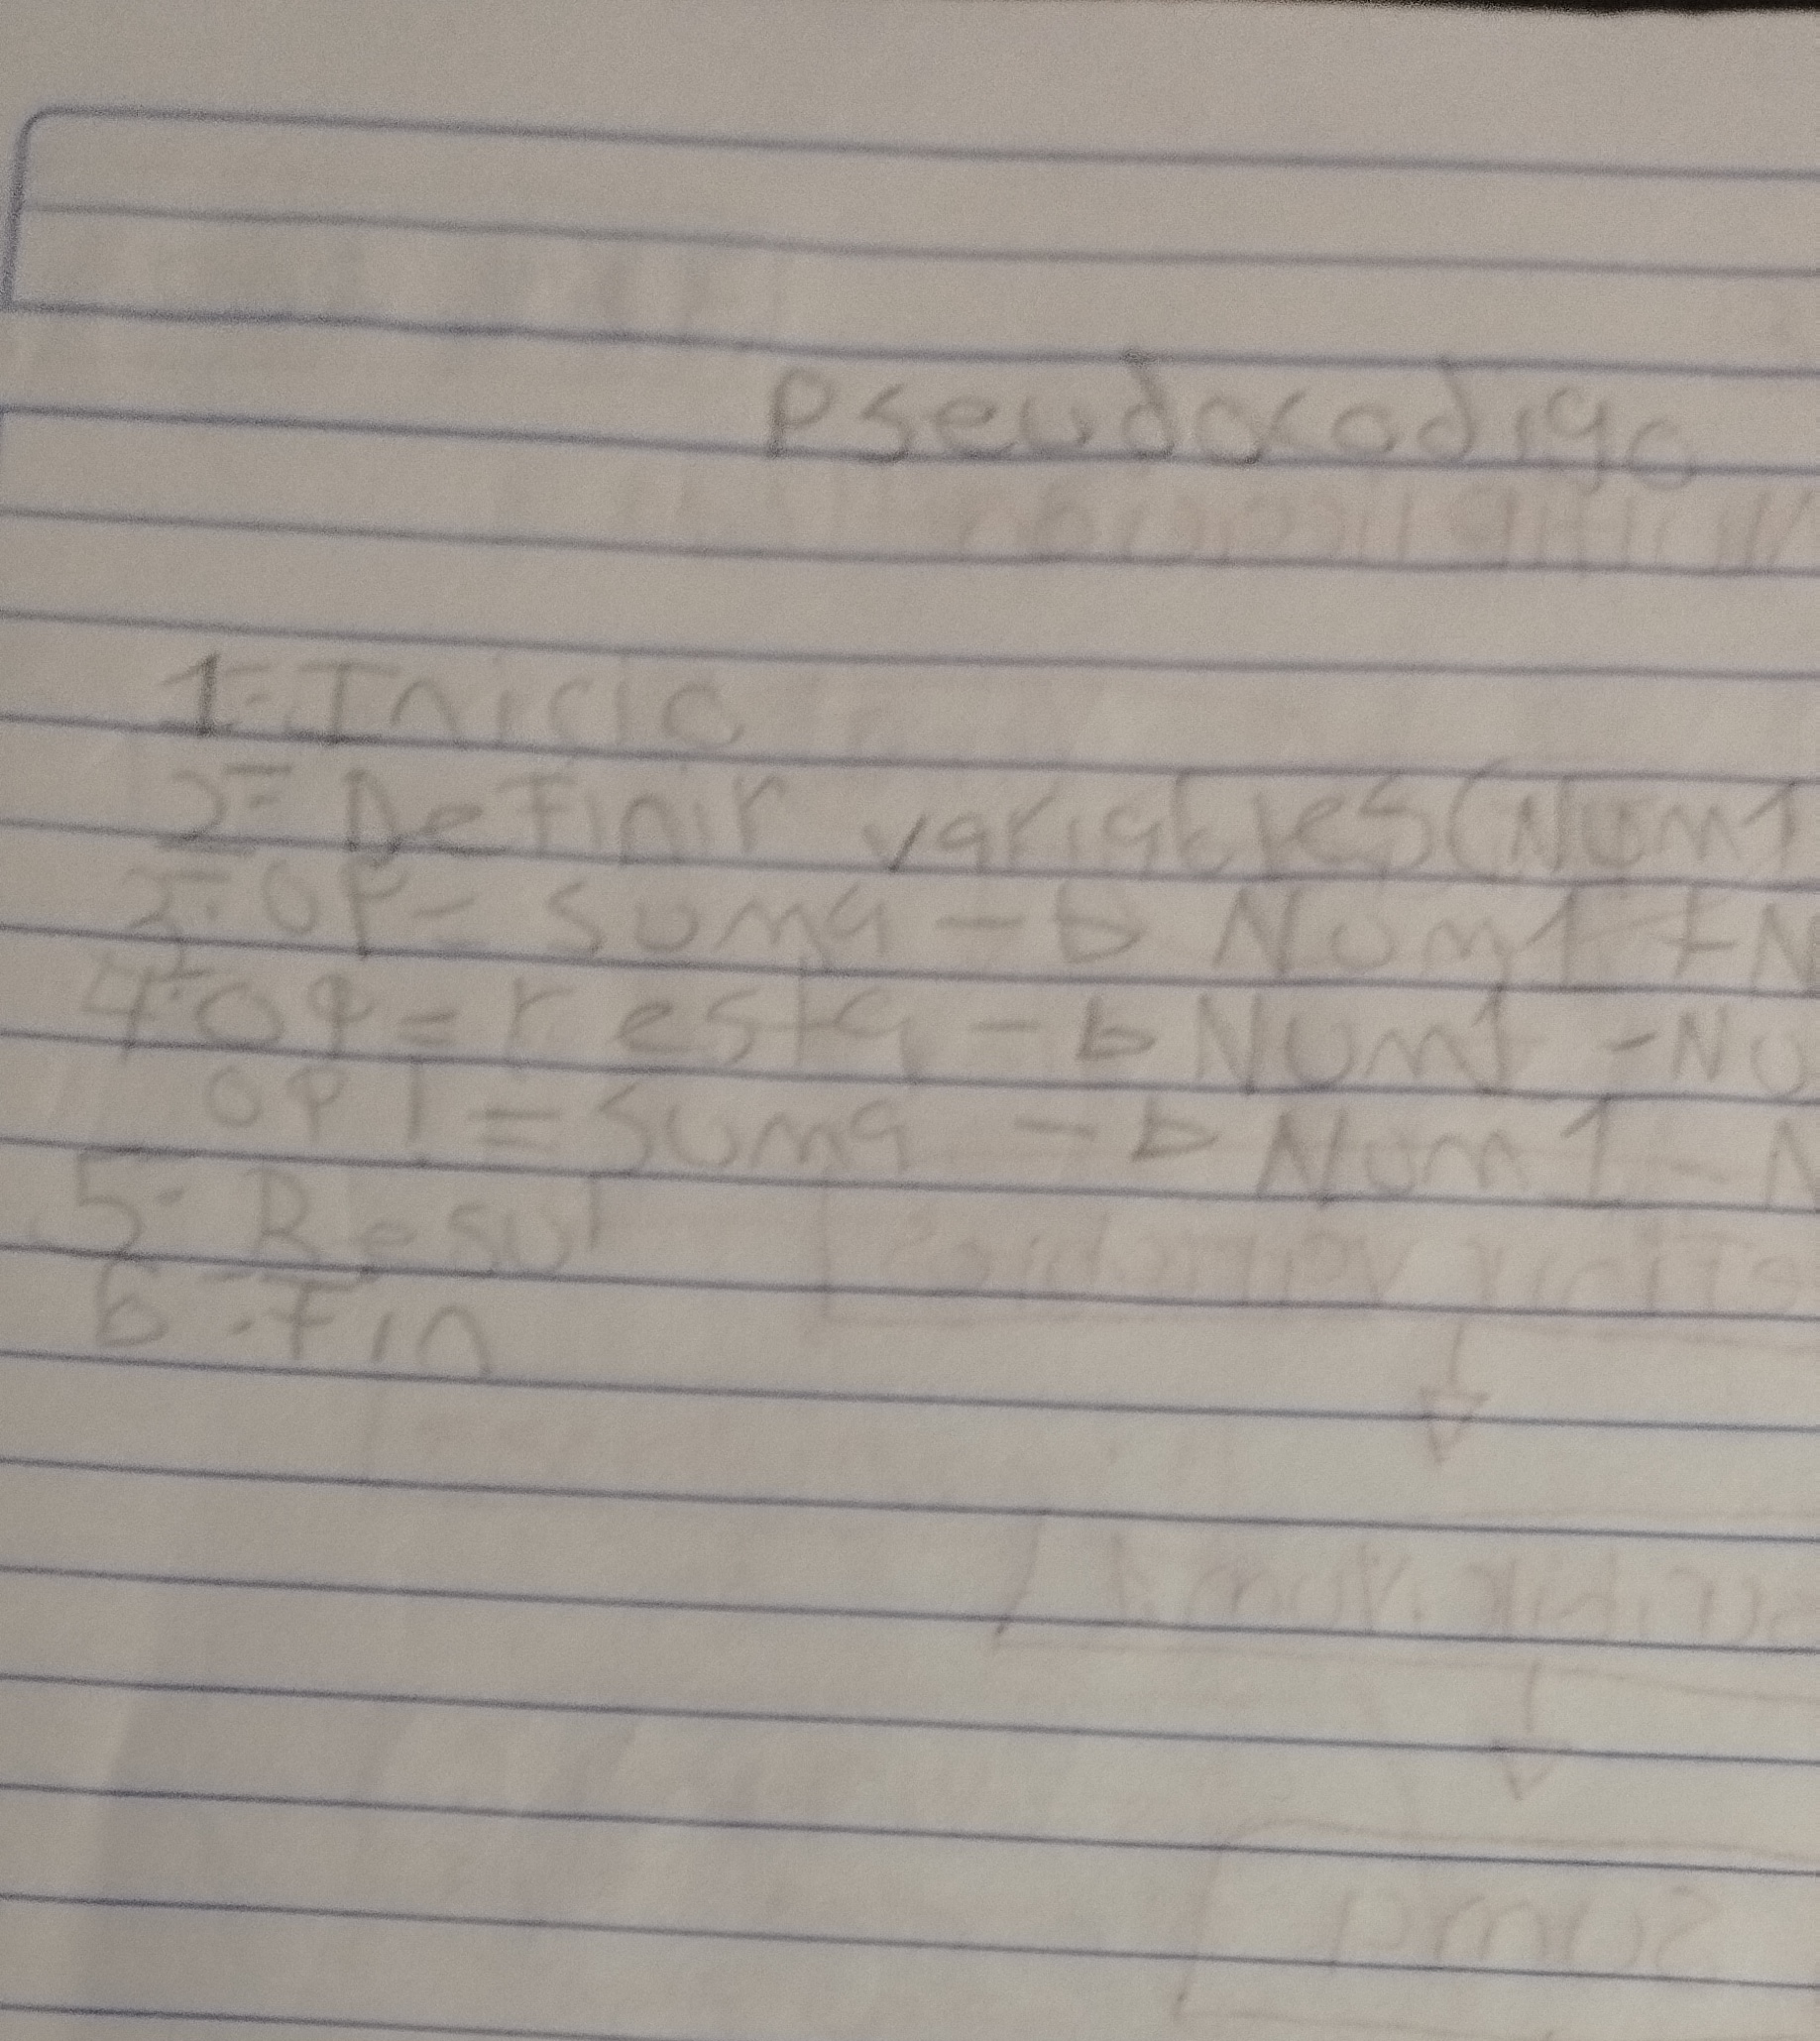 Pseudocodigo
1.- Inicio
2.- Definir variables (Num1
3.- OP = suma -> Num1 + N
4.- OP = resta -> Num1 - Nu
OP1 = suma -> Num1 - N
5.- Resul
6.- Fin